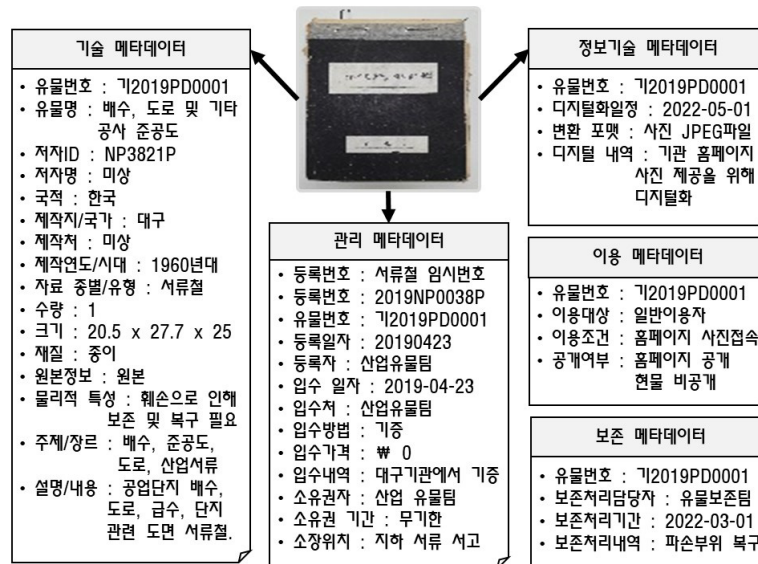 기술 메타데이터
• 유물번호 : 기2019PD0001
• 유물명 : 배수, 도로 및 기타
공사 준공도
• 저자ID : NP3821P
• 저자명 : 미상
• 국적 : 한국
• 제작지/국가 : 대구
• 제작처 : 미상
• 제작연도/시대 : 1960년대
• 자료 종별/유형 : 서류철
• 수량 : 1
• 크기 : 20.5 x 27.7 x 25
• 재질 : 종이
• 원본정보 : 원본
• 물리적 특성 : 훼손으로 인해
보존 및 복구 필요
• 주제/장르 : 배수, 준공도,
도로, 산업서류
• 설명/내용 : 공업단지 배수,
도로, 급수, 단지
관련 도면 서류철.
관리 메타데이터
• 등록번호 : 서류철 임시번호
• 등록번호 : 2019NP0038P
• 유물번호 : 기2019PD0001
• 등록일자 : 20190423
• 등록자 : 산업유물팀
• 입수 일자 : 2019-04-23
• 입수처 : 산업유물팀
• 입수방법 : 기증
• 입수가격 : ₩ 0
• 입수내역 : 대구기관에서 기증
• 소유권자 : 산업 유물팀
• 소유권 기간 : 무기한
• 소장위치 : 지하 서류 서고
정보기술 메타데이터
• 유물번호 : 기2019PD0001
• 디지털화일정 : 2022-05-01
• 변환 포맷 : 사진 JPEG파일
• 디지털 내역 : 기관 홈페이지
사진 제공을 위해
디지털화
이용 메타데이터
• 유물번호 : 기2019PD0001
• 이용대상 : 일반이용자
• 이용조건 : 홈페이지 사진접속
• 공개여부 : 홈페이지 공개
현물 비공개
보존 메타데이터
• 유물번호 : 기2019PD0001
• 보존처리담당자 : 유물보존팀
• 보존처리기간 : 2022-03-01
• 보존처리내역 : 파손부위 복구